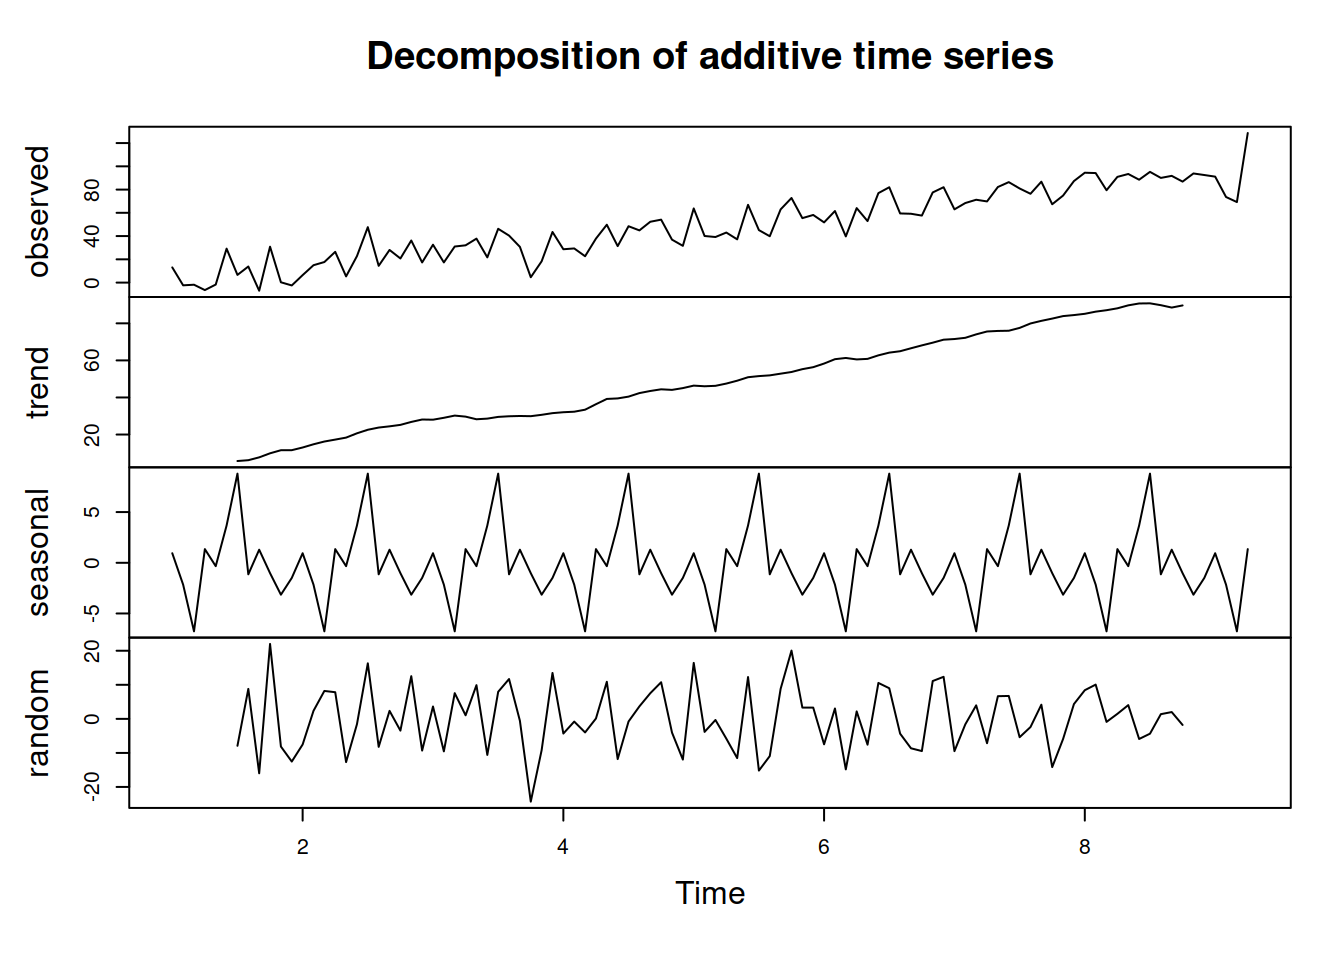 Decomposition of additive time series
observed
0 40 80
trend
20 60
seasonal
-5 0 5
random
-20 0 20
2 4 6 8
Time